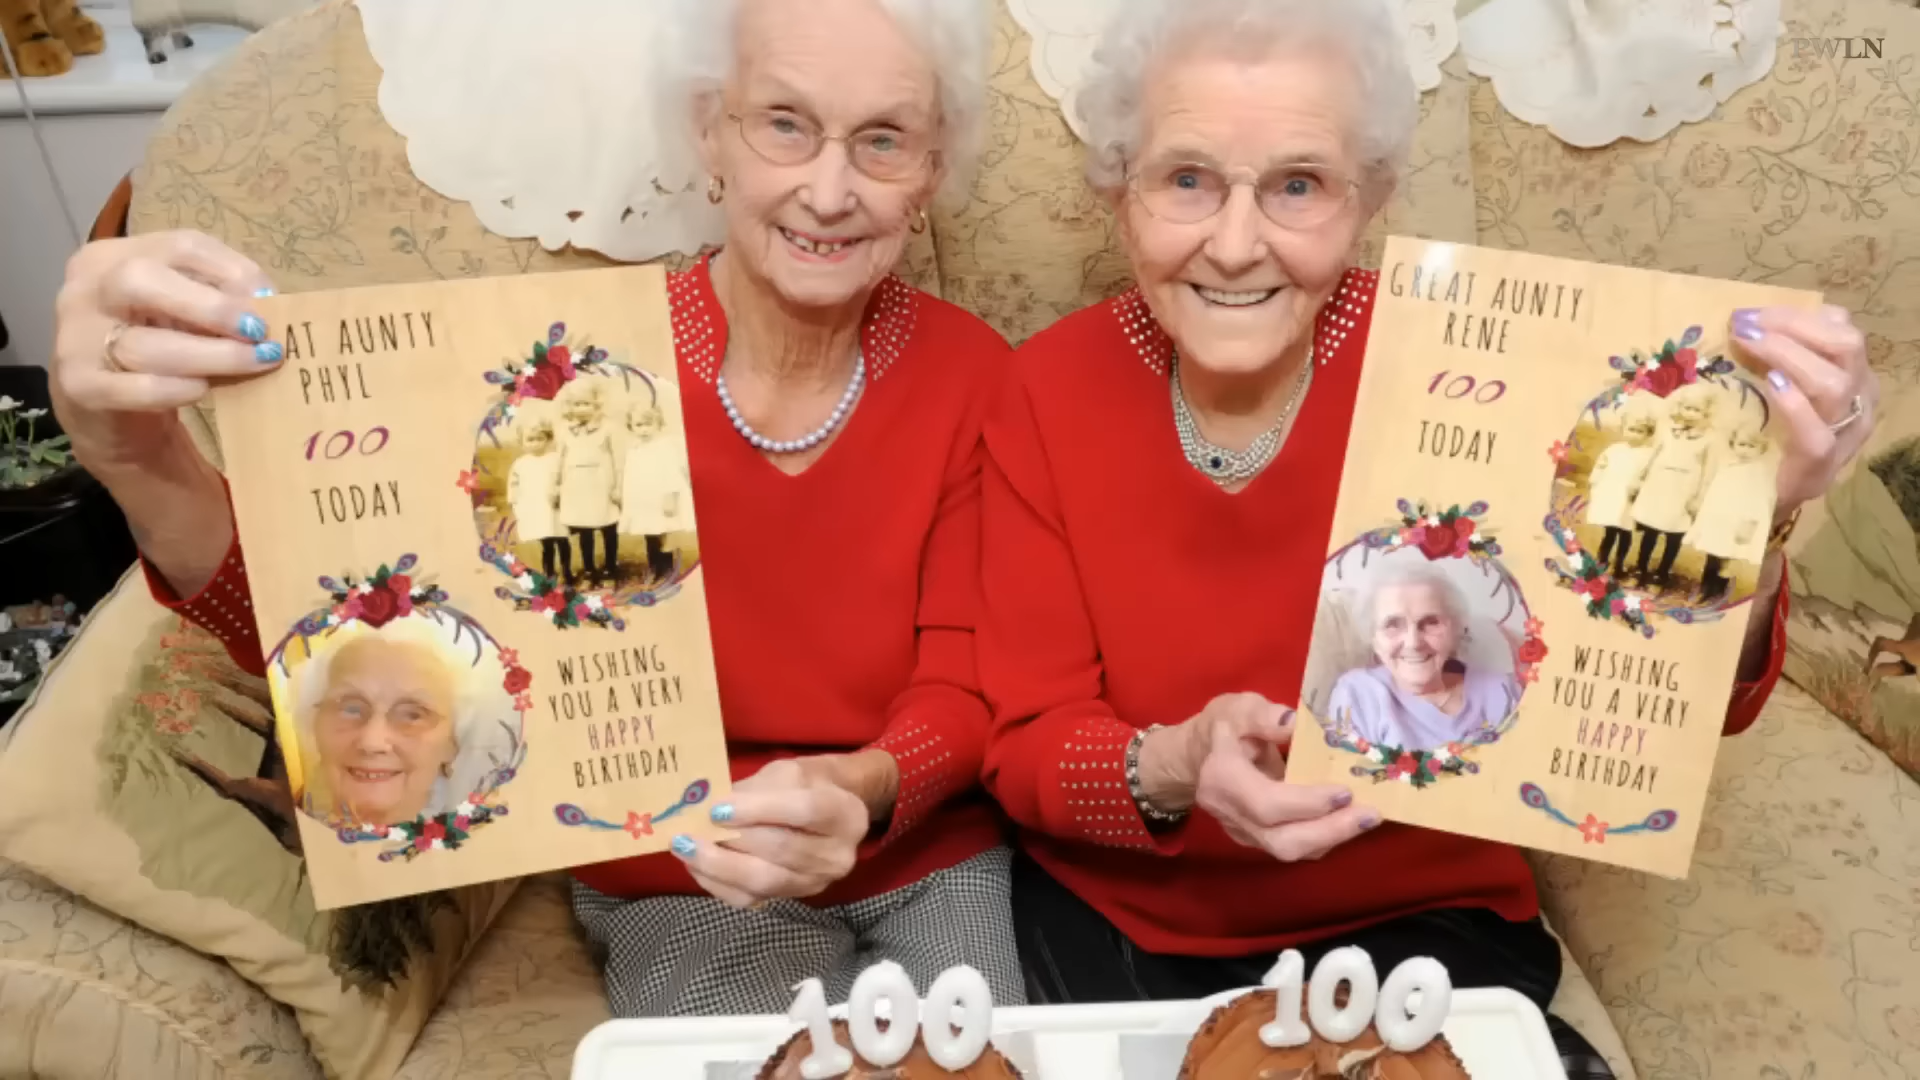 PWLN
AT AUNTY
PHYL
100
TODAY
WISHING
YOU A VERY
HAPPY
BIRTHDAY
GREAT AUNTY
RENE
100
TODAY
WISHING
YOU A VERY
HAPPY
BIRTHDAY
100
100